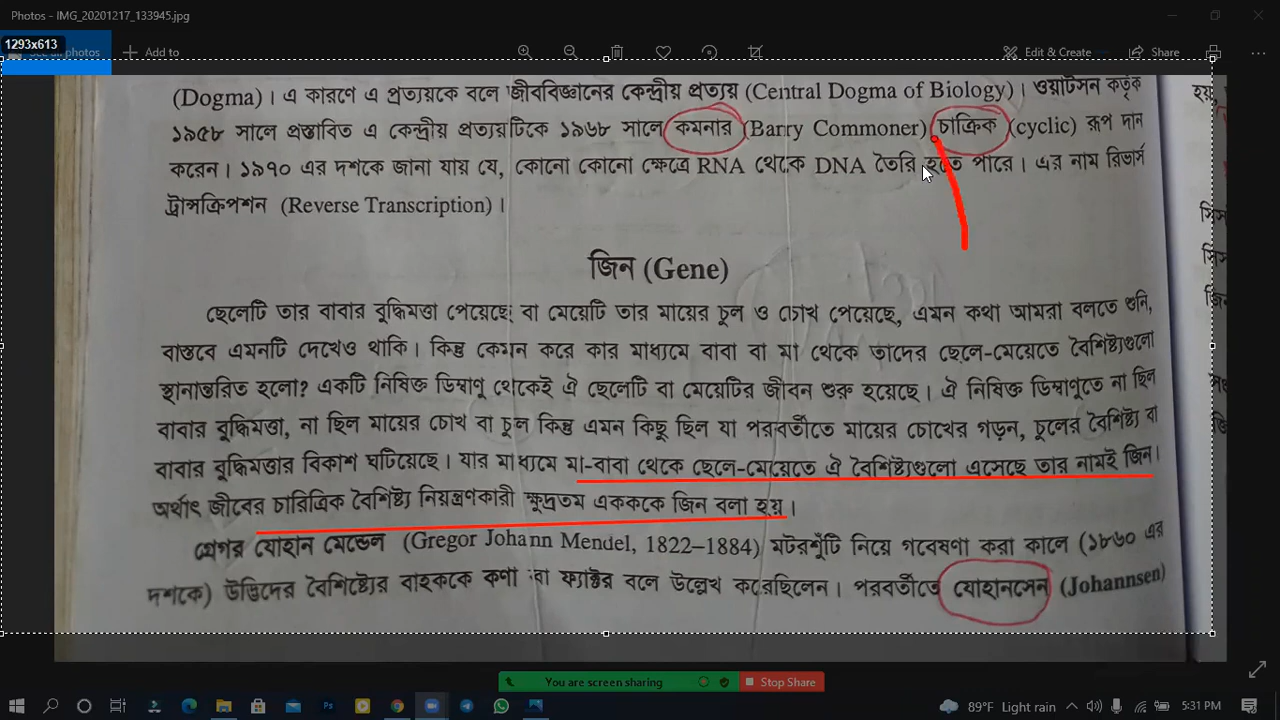 Photos - IMG_20201217_133945.jpg
1293x613
See all photos
Add to
Edit & Create
Share
(Dogma)। এ কারণে এ প্রত্যয়কে বলে জীববিজ্ঞানের কেন্দ্রীয় প্রত্যয় (Central Dogma of Biology)। ওয়াটসন কর্তৃক
১৯৫৮ সালে প্রস্তাবিত এ কেন্দ্রীয় প্রত্যয়টিকে ১৯৬৮ সালে কমনার (Barry Commoner) চাক্রিক (cyclic) রূপ দান
করেন। ১৯৭০ এর দশকে জানা যায় যে, কোনো কোনো ক্ষেত্রে RNA থেকে DNA তৈরি হতে পারে। এর নাম রিভার্স
ট্রান্সক্রিপশন (Reverse Transcription)।
জিন (Gene)
ছেলেটি তার বাবার বুদ্ধিমত্তা পেয়েছে; বা মেয়েটি তার মায়ের চুল ও চোখ পেয়েছে, এমন কথা আমরা বলতে শুনি,
বাস্তবে এমনটি দেখেও থাকি। কিন্তু কেমন করে কার মাধ্যমে বাবা বা মা থেকে তাদের ছেলে-মেয়েতে বৈশিষ্ট্যগুলো
স্থানান্তরিত হলো? একটি নিষিক্ত ডিম্বাণু থেকেই ঐ ছেলেটি বা মেয়েটির জীবন শুরু হয়েছে। ঐ নিষিক্ত ডিম্বাণুতে না ছিল
বাবার বুদ্ধিমত্তা, না ছিল মায়ের চোখ বা চুল কিন্তু এমন কিছু ছিল যা পরবর্তীতে মায়ের চোখের গড়ন, চুলের বৈশিষ্ট্য বা
বাবার বুদ্ধিমত্তার বিকাশ ঘটিয়েছে। যার মাধ্যমে মা-বাবা থেকে ছেলে-মেয়েতে ঐ বৈশিষ্ট্যগুলো এসেছে তার নামই জিন।
অর্থাৎ জীবের চারিত্রিক বৈশিষ্ট্য নিয়ন্ত্রণকারী ক্ষুদ্রতম একককে জিন বলা হয়।
গ্রেগর যোহান মেন্ডেল (Gregor Johann Mendel, 1822–1884) মটরশুঁটি নিয়ে গবেষণা করা কালে (১৮৬০ এর
দশকে) উদ্ভিদের বৈশিষ্ট্যের বাহককে কণা বা ফ্যাক্টর বলে উল্লেখ করেছিলেন। পরবর্তীতে যোহানসেন (Johannsen)
You are screen sharing
Stop Share
89°F Light rain
5:31 PM